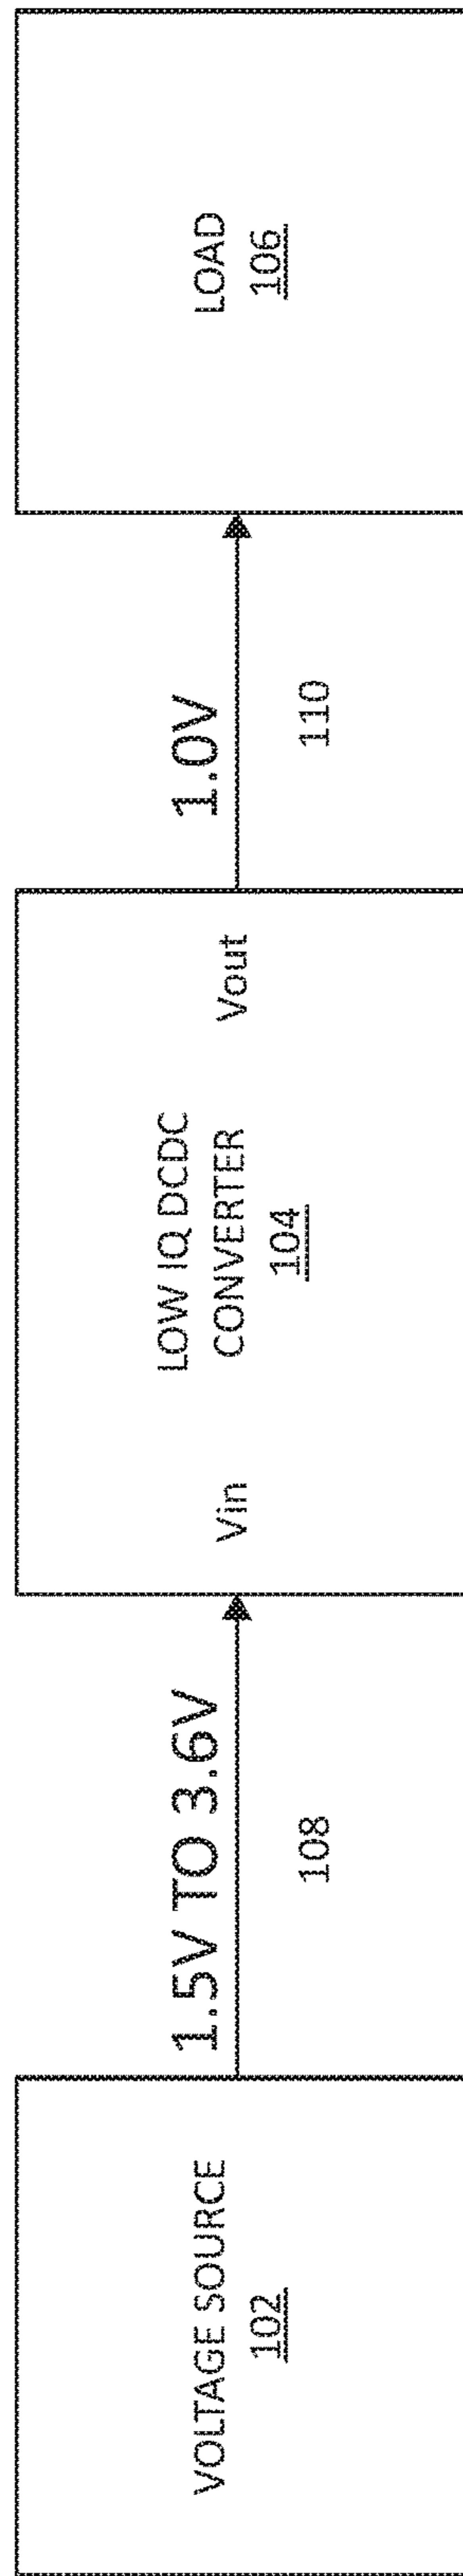 VOLTAGE SOURCE
102
1.5V TO 3.6V
108
Vin
LOW IQ DCDC
CONVERTER
104
Vout
1.0V
110
LOAD
106